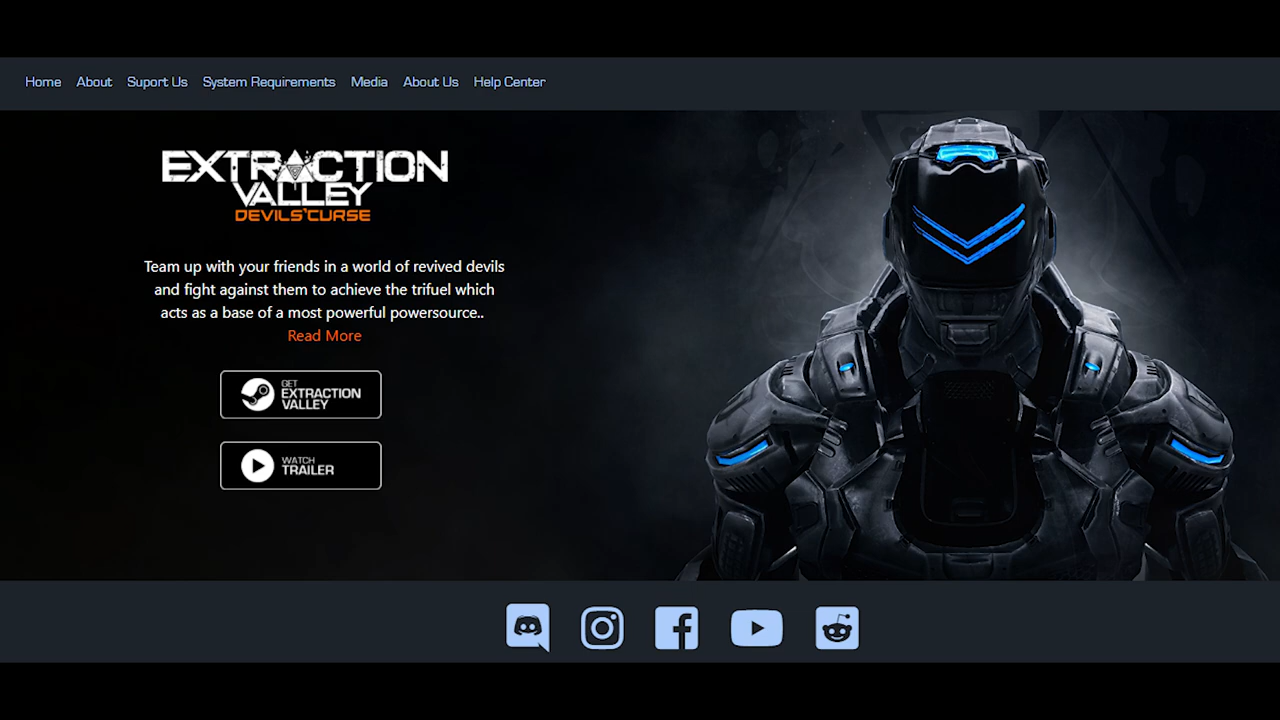 Home About Suport Us System Requirements Media About Us Help Center
EXTRACTION
VALLEY
DEVILS'CURSE
Team up with your friends in a world of revived devils
and fight against them to achieve the trifuel which
acts as a base of a most powerful powersource..
Read More
GET
EXTRACTION
VALLEY
WATCH
TRAILER